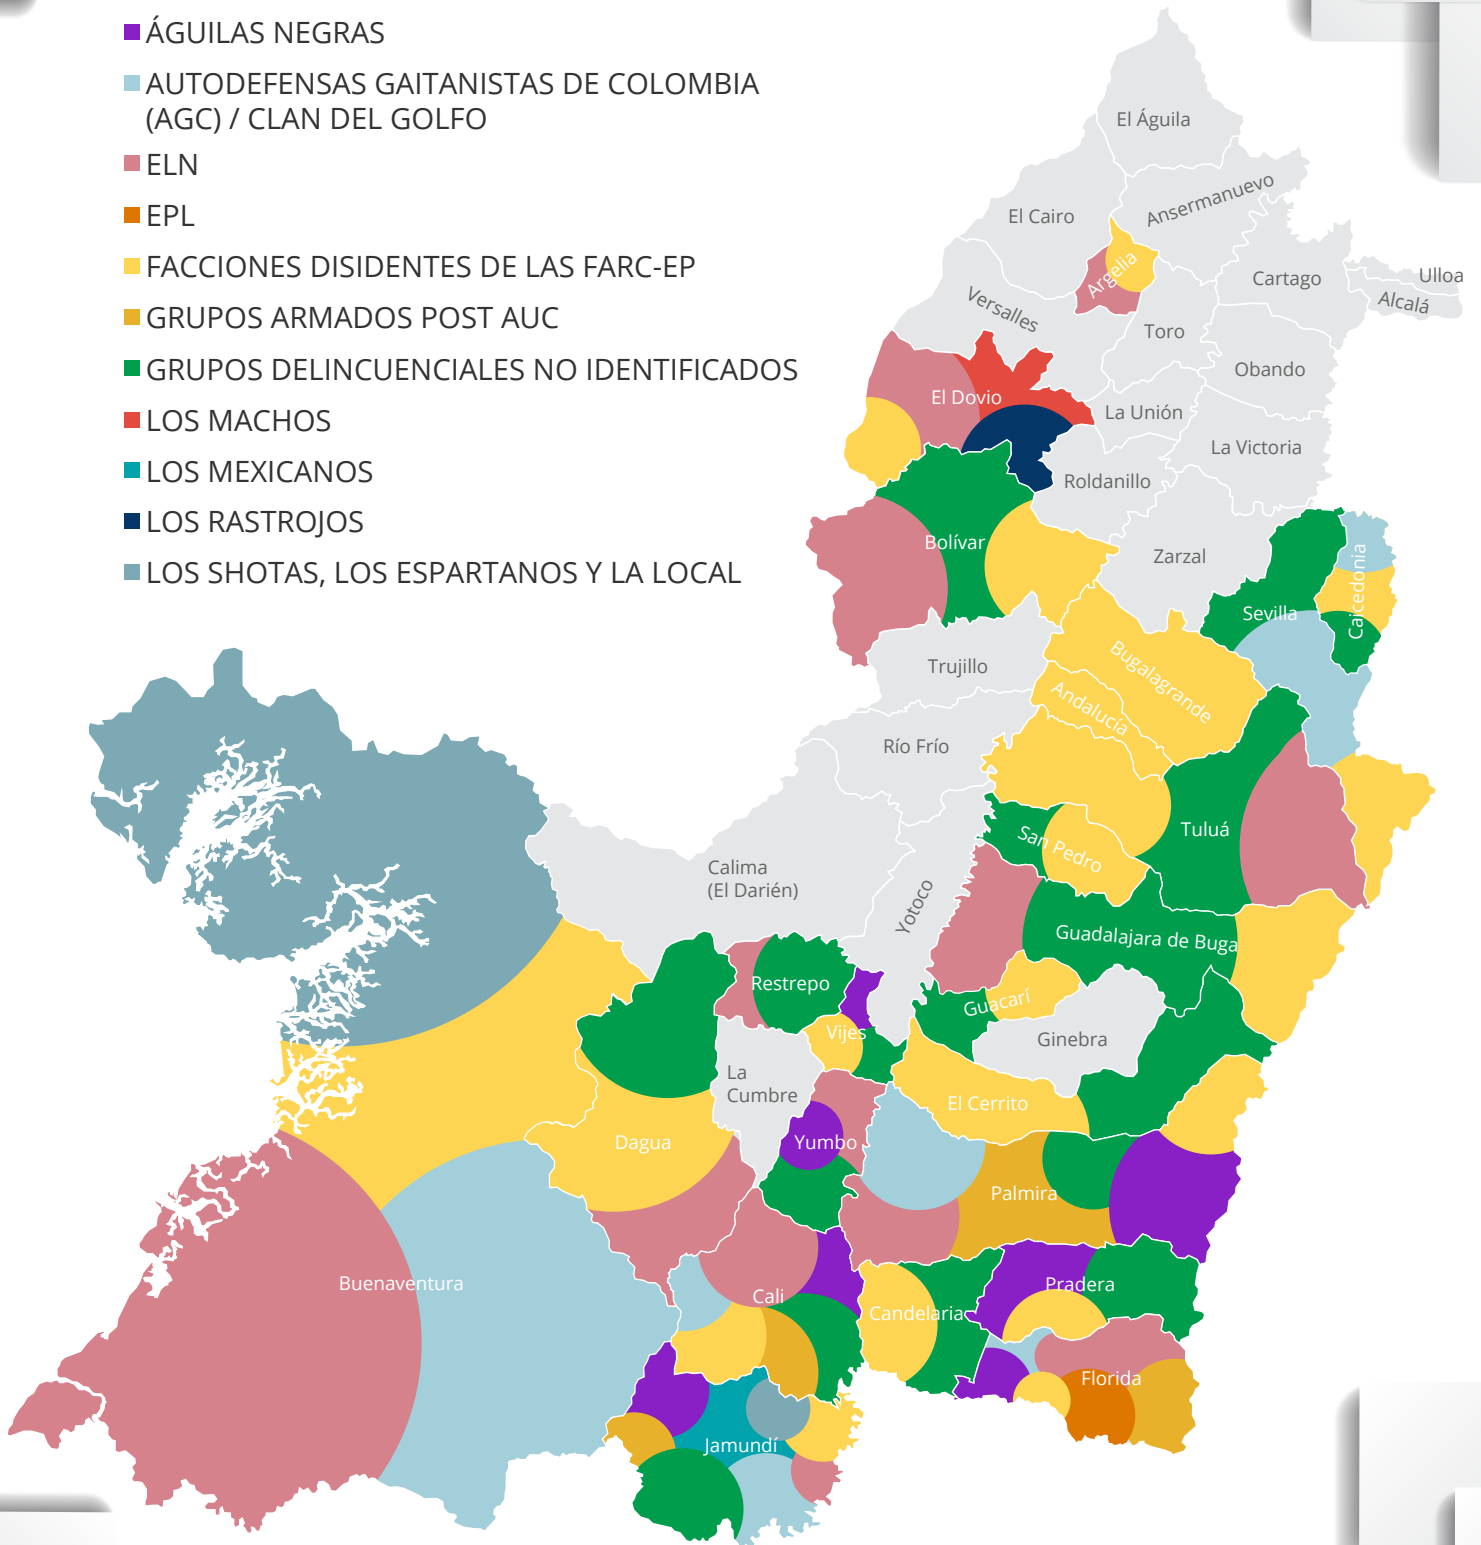 ÁGUILAS NEGRAS
AUTODEFENSAS GAITANISTAS DE COLOMBIA
(AGC) / CLAN DEL GOLFO
ELN
EPL
FACCIONES DISIDENTES DE LAS FARC-EP
GRUPOS ARMADOS POST AUC
GRUPOS DELINCUENCIALES NO IDENTIFICADOS
LOS MACHOS
LOS MEXICANOS
LOS RASTROJOS
LOS SHOTAS, LOS ESPARTANOS Y LA LOCAL
El Águila
Ansermanuevo
El Cairo
Argelia
Cartago
Ulloa
Alcalá
Versalles
Toro
Obando
El Dovio
La Unión
La Victoria
Roldanillo
Bolívar
Zarzal
Caicedonia
Sevilla
Trujillo
Bugalagrande
Andalucía
Río Frío
Tuluá
San Pedro
Calima
(El Darién)
Yotoco
Guadalajara de Buga
Restrepo
Guacarí
Vijes
Ginebra
La
Cumbre
El Cerrito
Dagua
Yumbo
Palmira
Buenaventura
Cali
Pradera
Candelaria
Florida
Jamundí